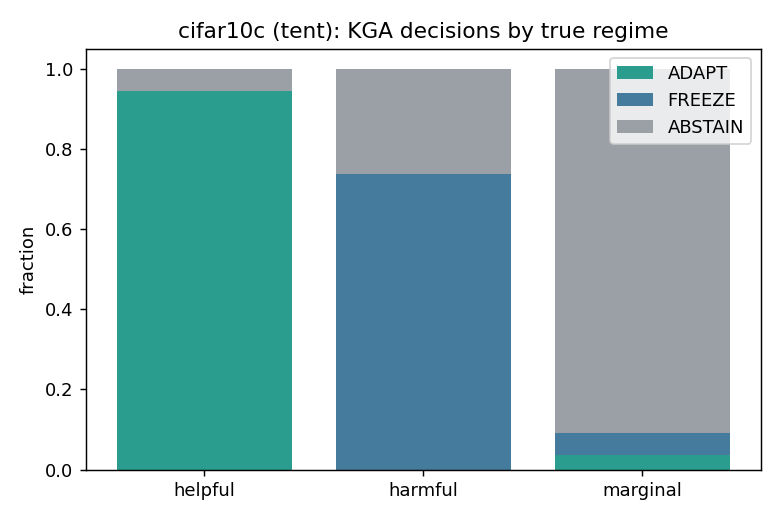 cifar10c (tent): KGA decisions by true regime
ADAPT
FREEZE
ABSTAIN
fraction
1.0
0.8
0.6
0.4
0.2
0.0
helpful
harmful
marginal